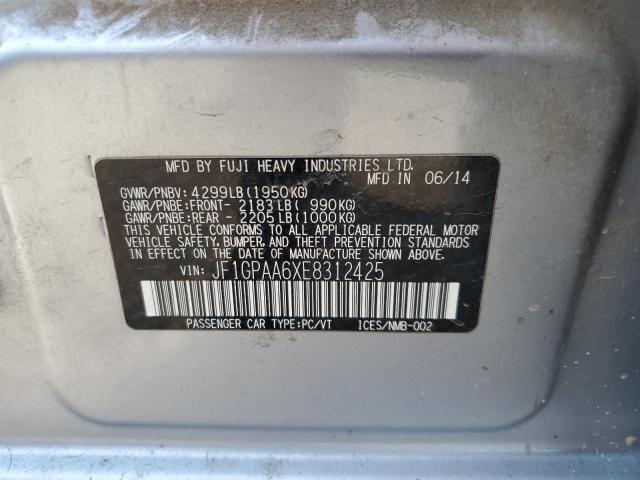 MFD BY FUJI HEAVY INDUSTRIES LTD.
MFD IN 06/14
GVWR/PNBV: 4299LB(1950KG)
GAWR/PNBE:FRONT- 2183LB( 990KG)
GAWR/PNBE:REAR - 2205LB(1000KG)
THIS VEHICLE CONFORMS TO ALL APPLICABLE FEDERAL MOTOR
VEHICLE SAFETY, BUMPER, AND THEFT PREVENTION STANDARDS
IN EFFECT ON THE DATE OF MANUFACTURE SHOWN ABOVE.
VIN: JF1GPAA6XE8312425
PASSENGER CAR TYPE:PC/VT ICES/NMB-002